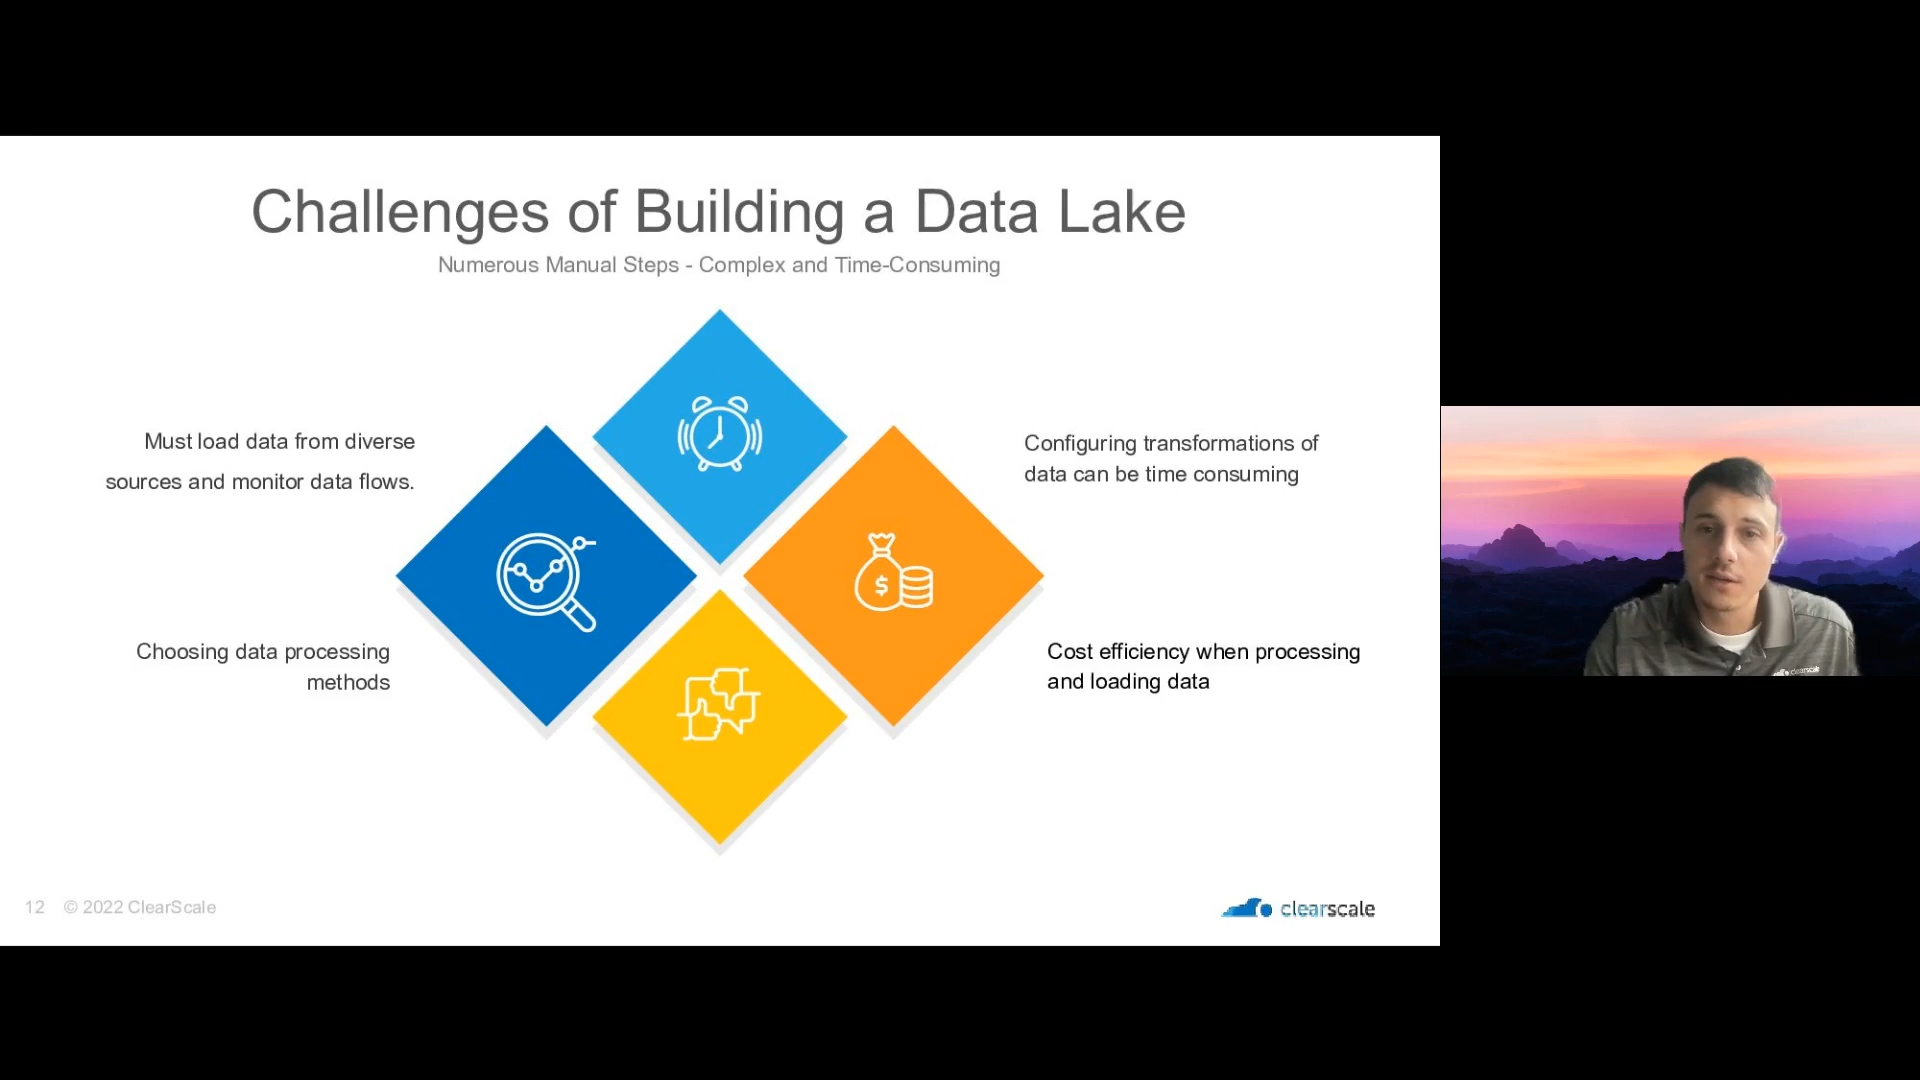 Challenges of Building a Data Lake
Numerous Manual Steps - Complex and Time-Consuming
Must load data from diverse
sources and monitor data flows.
Configuring transformations of
data can be time consuming
Choosing data processing
methods
$
Cost efficiency when processing
and loading data
12 © 2022 ClearScale
clearscale
clearscale